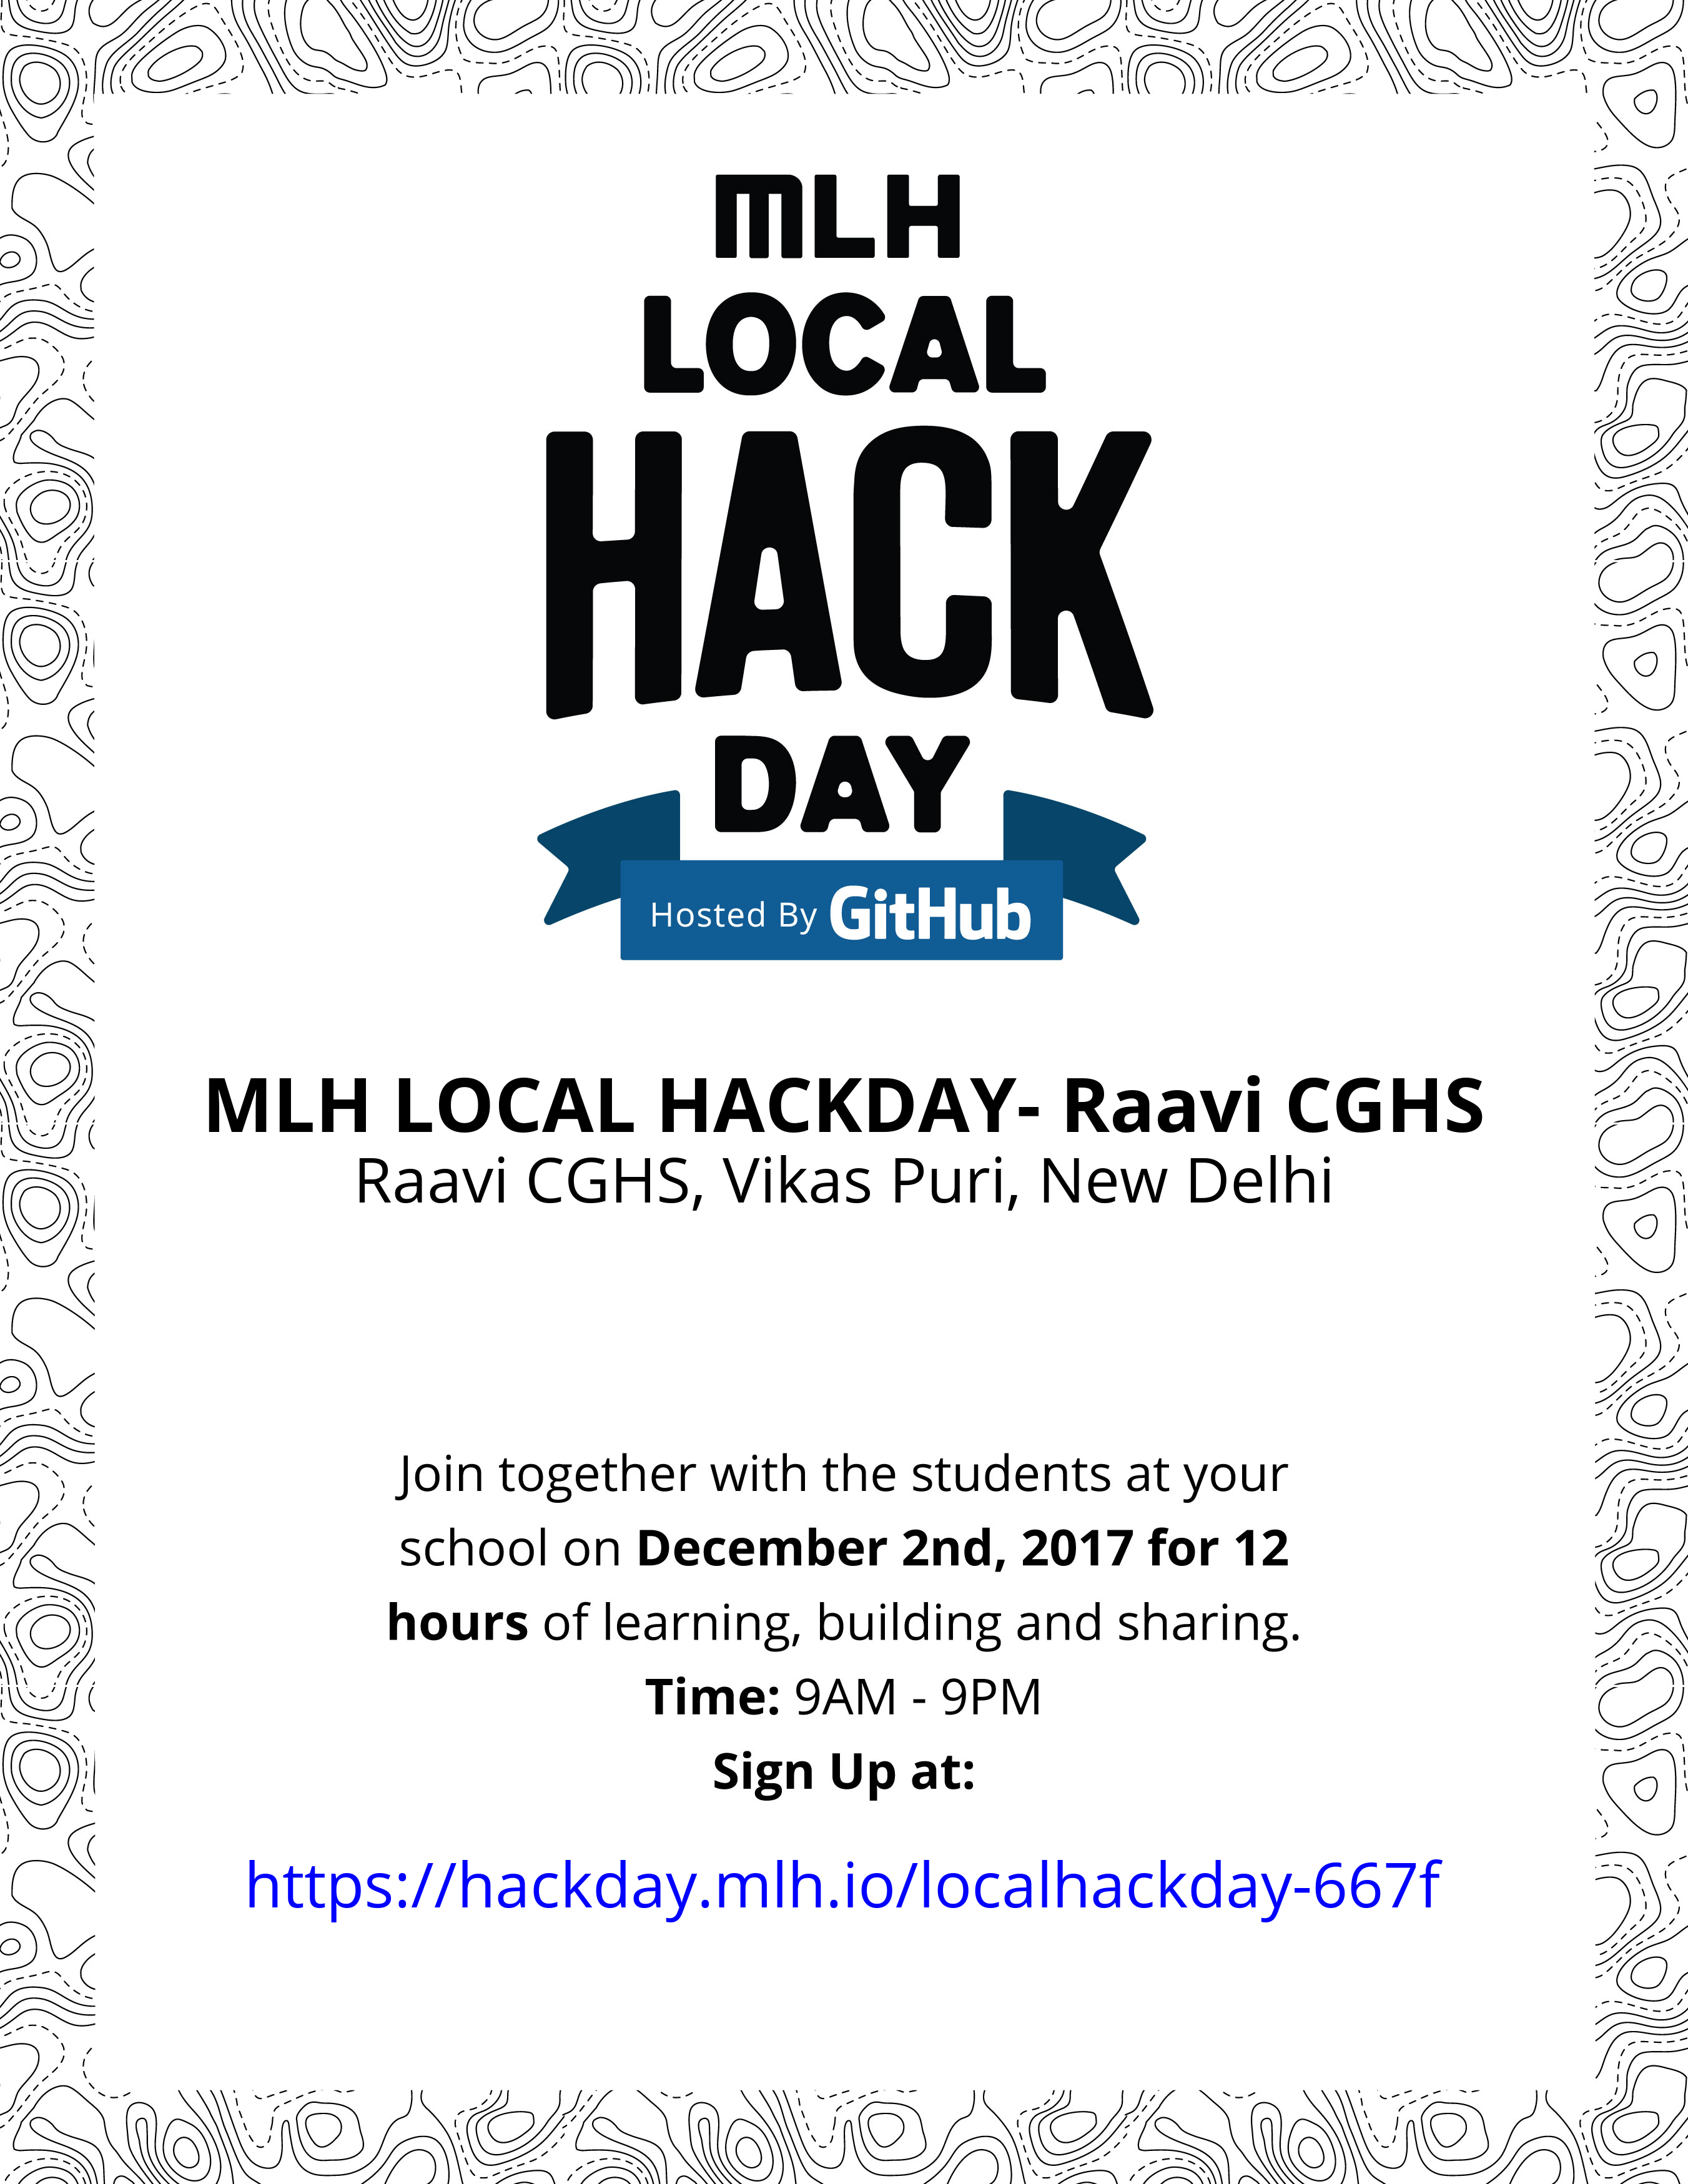 MLH
LOCAL
HACK
DAY
Hosted By GitHub
MLH LOCAL HACKDAY- Raavi CGHS
Raavi CGHS, Vikas Puri, New Delhi
Join together with the students at your
school on December 2nd, 2017 for 12
hours of learning, building and sharing.
Time: 9AM - 9PM
Sign Up at:
https://hackday.mlh.io/localhackday-667f